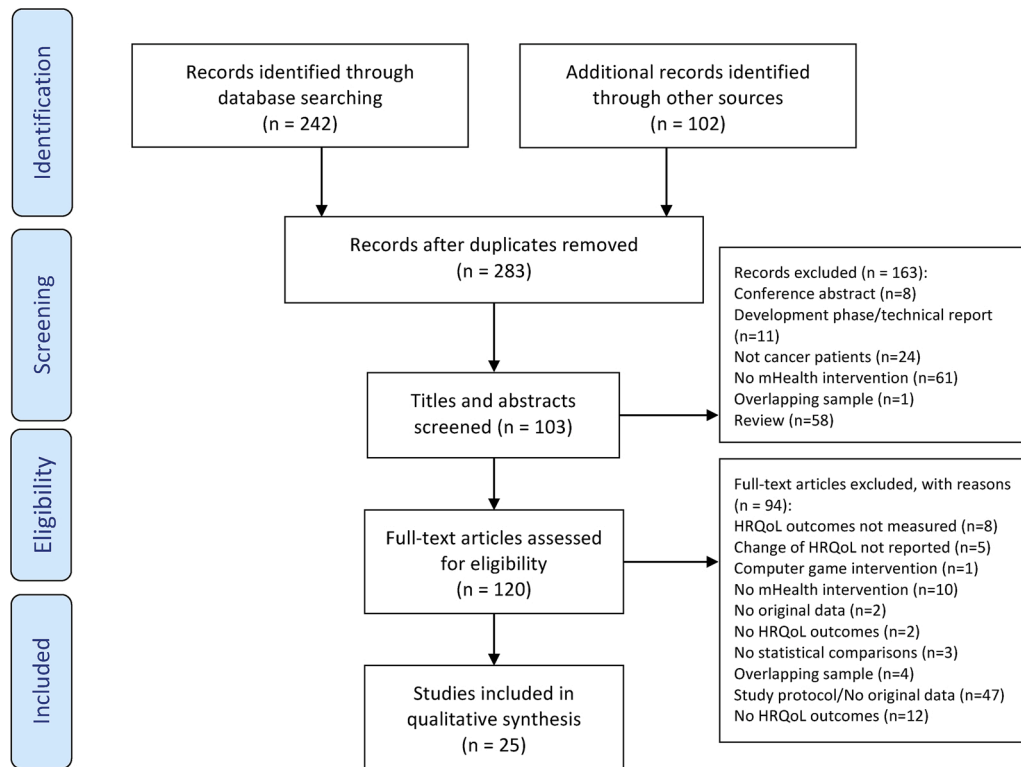 Identification
Records identified through
database searching
(n = 242)
Additional records identified
through other sources
(n = 102)
Records after duplicates removed
(n = 283)
Screening
Records excluded (n = 163):
Conference abstract (n=8)
Development phase/technical report
(n=11)
Not cancer patients (n=24)
No mHealth intervention (n=61)
Overlapping sample (n=1)
Review (n=58)
Titles and abstracts
screened (n = 103)
Eligibility
Full-text articles assessed
for eligibility
(n = 120)
Full-text articles excluded, with reasons
(n = 94):
HRQoL outcomes not measured (n=8)
Change of HRQoL not reported (n=5)
Computer game intervention (n=1)
No mHealth intervention (n=10)
No original data (n=2)
No HRQoL outcomes (n=2)
No statistical comparisons (n=3)
Overlapping sample (n=4)
Study protocol/No original data (n=47)
No HRQoL outcomes (n=12)
Included
Studies included in
qualitative synthesis
(n = 25)